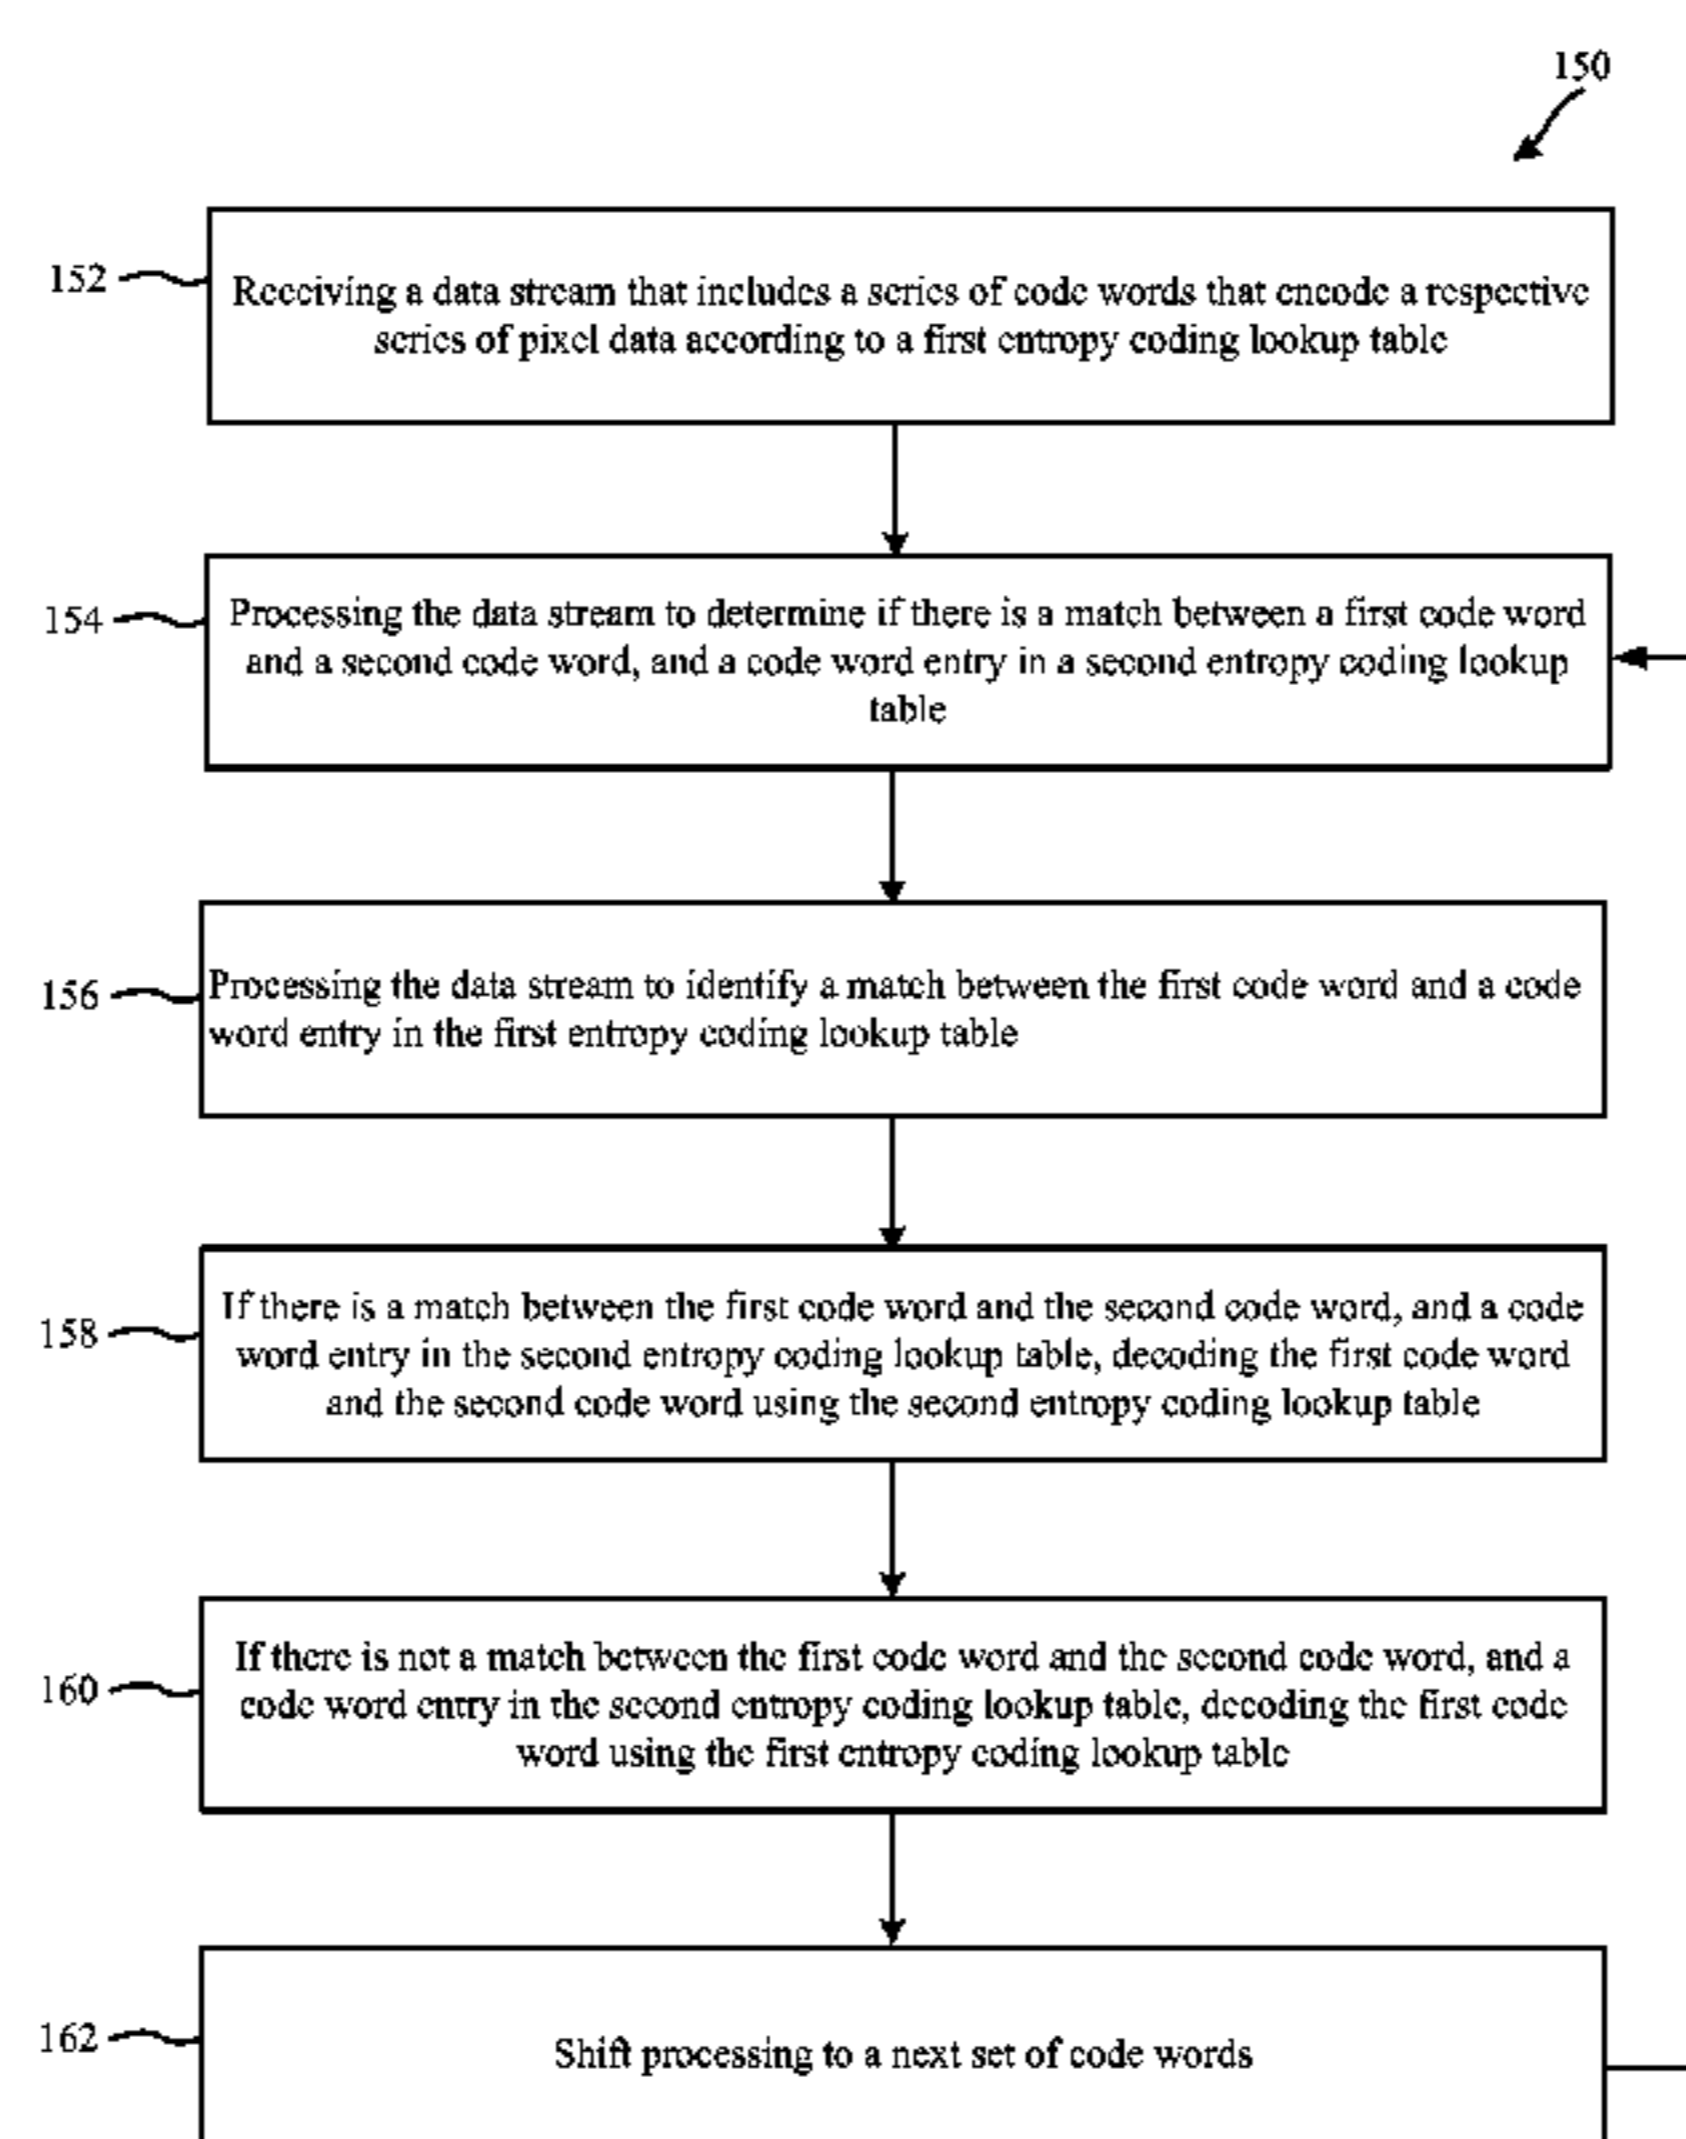 150
152
Receiving a data stream that includes a series of code words that encode a respective
series of pixel data according to a first entropy coding lookup table
154
Processing the data stream to determine if there is a match between a first code word
and a second code word, and a code word entry in a second entropy coding lookup
table
156
Processing the data stream to identify a match between the first code word and a code
word entry in the first entropy coding lookup table
158
If there is a match between the first code word and the second code word, and a code
word entry in the second entropy coding lookup table, decoding the first code word
and the second code word using the second entropy coding lookup table
160
If there is not a match between the first code word and the second code word, and a
code word entry in the second entropy coding lookup table, decoding the first code
word using the first entropy coding lookup table
162
Shift processing to a next set of code words